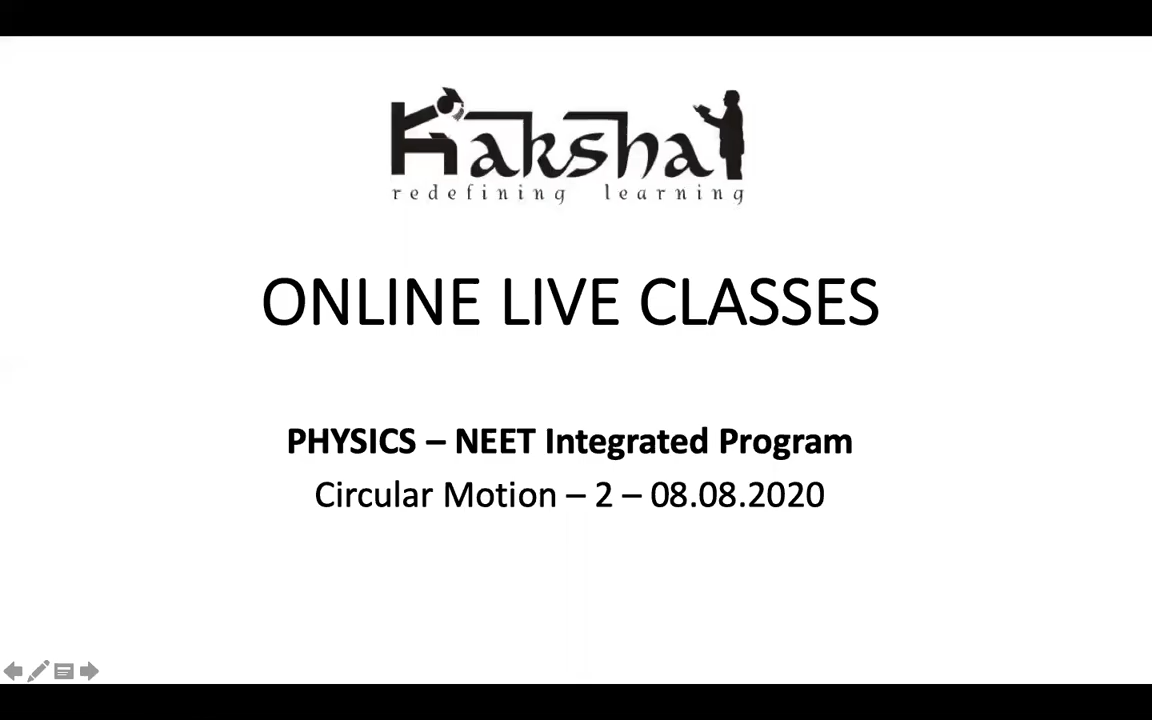 Kaksha
redefining learning
ONLINE LIVE CLASSES
PHYSICS – NEET Integrated Program
Circular Motion – 2 – 08.08.2020